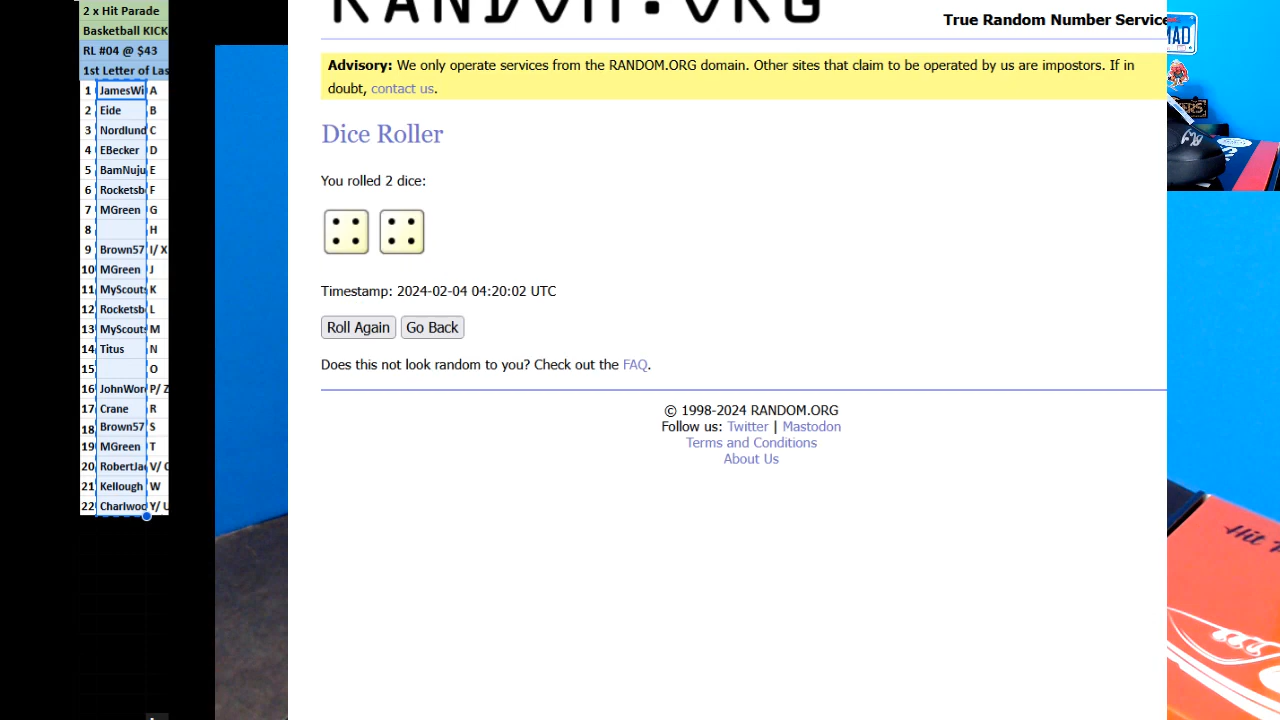 2 x Hit Parade
Basketball KICK
RL #04 @ $43
1st Letter of Las
1 JamesWi A
2 Eide B
3 Nordlund C
4 EBecker D
5 BamNuju E
6 Rocketsb F
7 MGreen G
8 H
9 Brown57 I/ X
10 MGreen J
11 MyScouts K
12 Rocketsb L
13 MyScouts M
14 Titus N
15 O
16 JohnWor P/ Z
17 Crane R
18 Brown57 S
19 MGreen T
20 RobertJa V/ Q
21 Kellough W
22 Charlwoo Y/ U
RANDOM.ORG
True Random Number Service
Advisory: We only operate services from the RANDOM.ORG domain. Other sites that claim to be operated by us are impostors. If in
doubt, contact us.
Dice Roller
You rolled 2 dice:
Timestamp: 2024-02-04 04:20:02 UTC
Roll Again Go Back
Does this not look random to you? Check out the FAQ.
© 1998-2024 RANDOM.ORG
Follow us: Twitter | Mastodon
Terms and Conditions
About Us
MAD
Hit